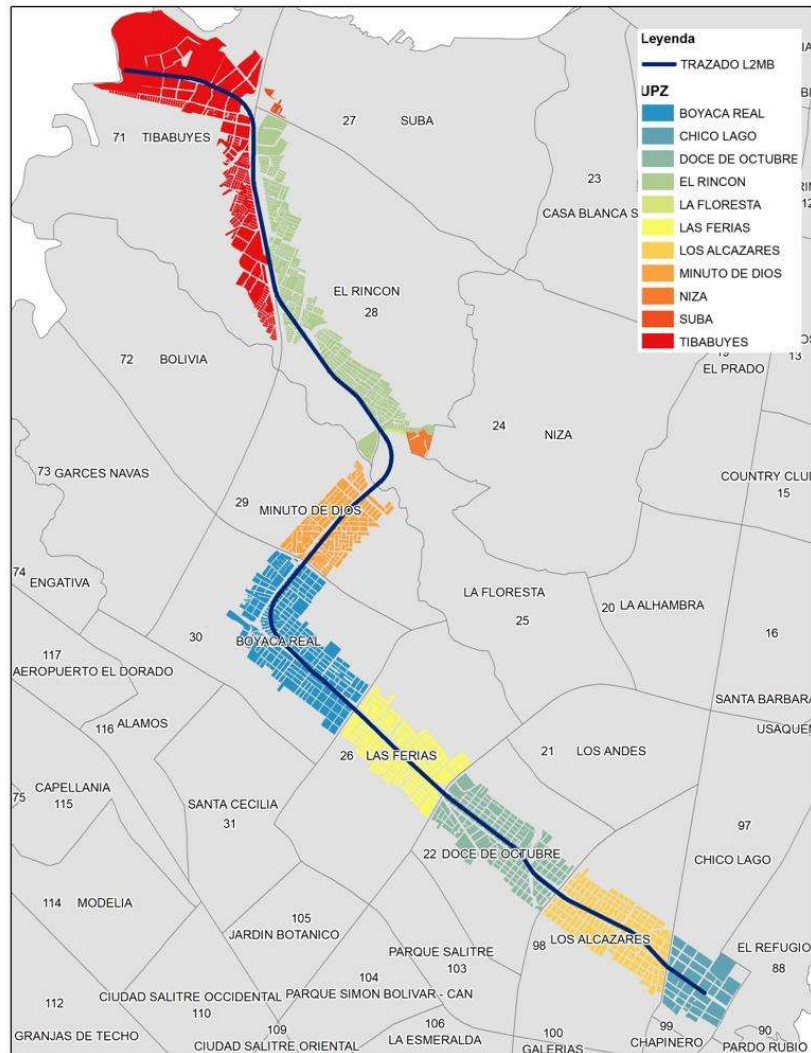 Leyenda
TRAZADO L2MB
UPZ
BOYACA REAL
CHICO LAGO
DOCE DE OCTUBRE
EL RINCON
LA FLORESTA
LAS FERIAS
LOS ALCAZARES
MINUTO DE DIOS
NIZA
SUBA
TIBABUYES
27 SUBA
71 TIBABUYES
23
CASA BLANCA S
12
EL RINCON
28
72 BOLIVIA
19 13
EL PRADO
24
NIZA
73 GARCES NAVAS
COUNTRY CLUB
15
29
MINUTO DE DIOS
74
ENGATIVA
LA FLORESTA
25
20 LA ALHAMBRA
16
30
BOYACA REAL
117
AEROPUERTO EL DORADO
SANTA BARBARA
116 ALAMOS
USAQUEN
21 LOS ANDES
26 LAS FERIAS
CAPELLANIA
75 115
SANTA CECILIA
31
97
CHICO LAGO
22 DOCE DE OCTUBRE
114 MODELIA
105
JARDIN BOTANICO
98 LOS ALCAZARES
PARQUE SALITRE
103
EL REFUGIO
88
104
CIUDAD SALITRE OCCIDENTAL PARQUE SIMON BOLIVAR - CAN
110
112
GRANJAS DE TECHO
109
CIUDAD SALITRE ORIENTAL
106
LA ESMERALDA
100
GALERIAS
99
CHAPINERO
90
PARDO RUBIO